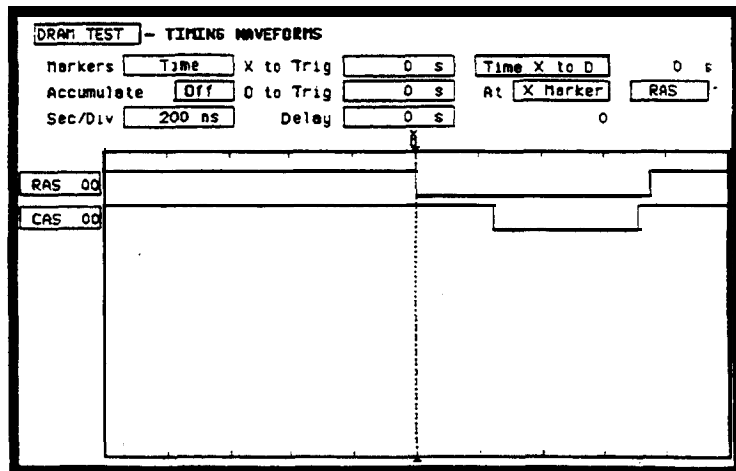 DRAM TEST - TIMING WAVEFORMS
Markers Time X to Trig 0 s Time X to O 0 s
Accumulate Off O to Trig 0 s At X Marker RAS
Sec/Div 200 ns Delay 0 s 0
RAS 00
CAS 00